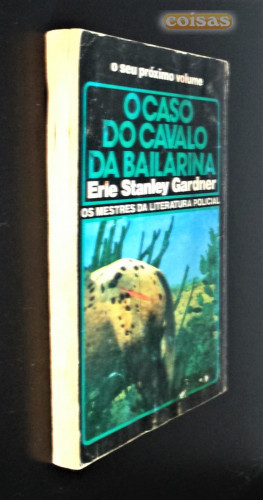 coisas
o seu próximo volume
O CASO
DO CAVALO
DA BAILARINA
Erle Stanley Gardner
OS MESTRES DA LITERATURA POLICIAL